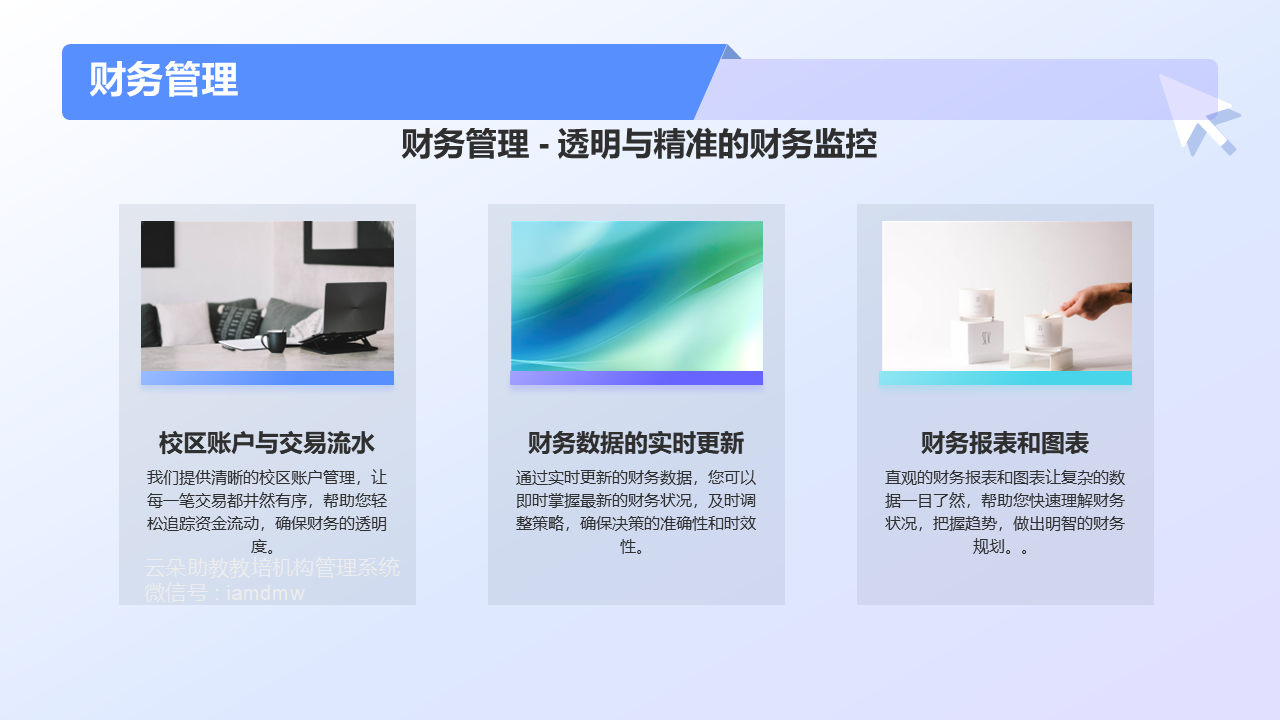 财务管理
财务管理 - 透明与精准的财务监控
校区账户与交易流水
我们提供清晰的校区账户管理，让
每一笔交易都井然有序，帮助您轻
松追踪资金流动，确保财务的透明
度。
云朵助教教培机构管理系统
微信号 : iamdmw
财务数据的实时更新
通过实时更新的财务数据，您可以
即时掌握最新的财务状况，及时调
整策略，确保决策的准确性和时效
性。
财务报表和图表
直观的财务报表和图表让复杂的数
据一目了然，帮助您快速理解财务
状况，把握趋势，做出明智的财务
规划。。